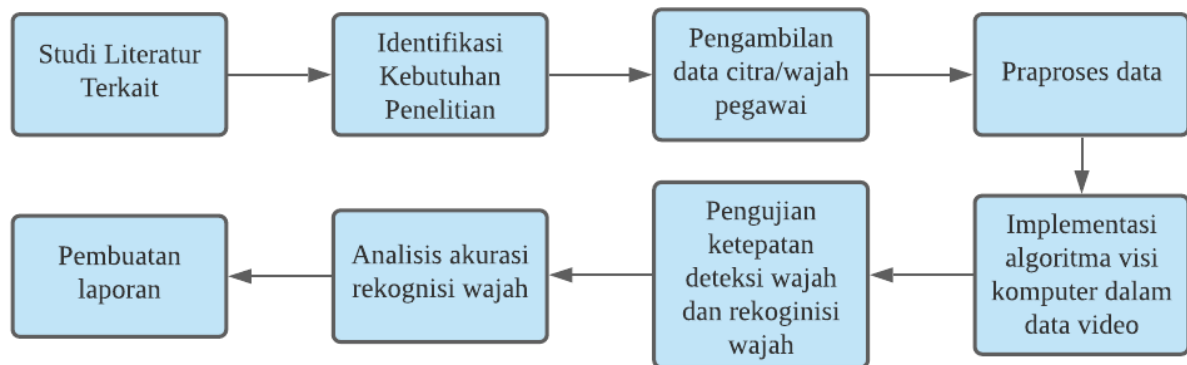 Studi Literatur
Terkait
Identifikasi
Kebutuhan
Penelitian
Pengambilan
data citra/wajah
pegawai
Praproses data
Implementasi
algoritma visi
komputer dalam
data video
Pengujian
ketepatan
deteksi wajah
dan rekoginisi
wajah
Analisis akurasi
rekognisi wajah
Pembuatan
laporan